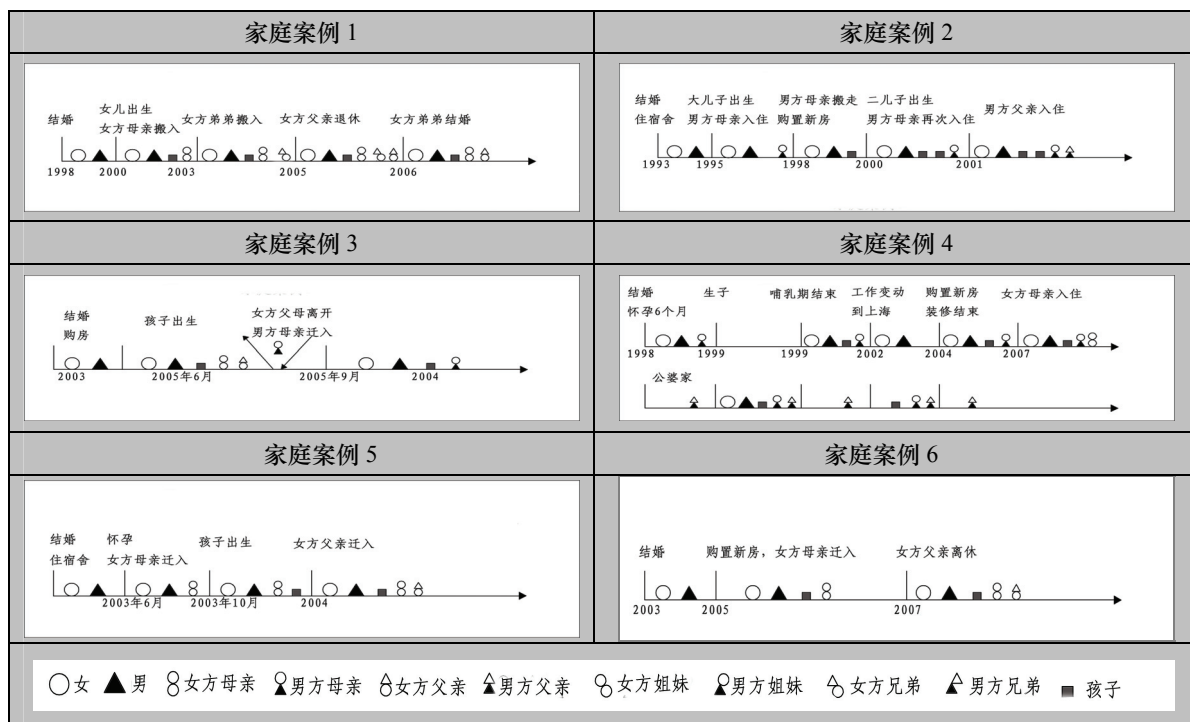 家庭案例 1
家庭案例 2
结婚
女儿出生
女方母亲搬入
女方弟弟搬入
女方父亲退休
女方弟弟结婚
1998 2000 2003 2005 2006
结婚
住宿舍
大儿子出生
男方母亲入住
男方母亲搬走
购置新房
二儿子出生
男方母亲再次入住
男方父亲入住
1993 1995 1998 2000 2001
家庭案例 3
家庭案例 4
结婚
购房
孩子出生
女方父母离开
男方母亲迁入
2003 2005年6月 2005年9月 2004
结婚
怀孕6个月
生子
哺乳期结束
工作变动
到上海
购置新房
装修结束
女方母亲入住
1998 1999 1999 2002 2004 2007
公婆家
家庭案例 5
家庭案例 6
结婚
住宿舍
怀孕
女方母亲迁入
孩子出生
女方父亲迁入
2003年6月 2003年10月 2004
结婚
购置新房，女方母亲迁入
女方父亲离休
2003 2005 2007
女 男 女方母亲 男方母亲 女方父亲 男方父亲 女方姐妹 男方姐妹 女方兄弟 男方兄弟 孩子